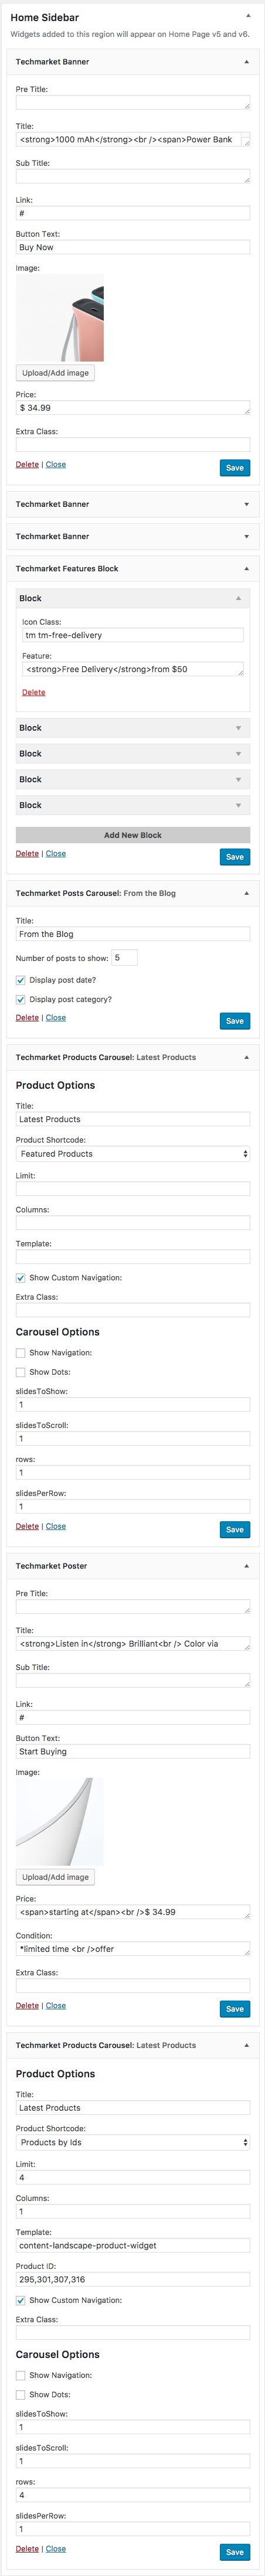 Home Sidebar
Widgets added to this region will appear on Home Page v5 and v6.
Techmarket Banner
Pre Title:
Title:
<strong>1000 mAh</strong><br /><span>Power Bank
Sub Title:
Link:
#
Button Text:
Buy Now
Image:
Upload/Add image
Price:
$ 34.99
Extra Class:
Delete | Close
Save
Techmarket Banner
Techmarket Banner
Techmarket Features Block
Block
Icon Class:
tm tm-free-delivery
Feature:
<strong>Free Delivery</strong>from $50
Delete
Block
Block
Block
Block
Add New Block
Delete | Close
Save
Techmarket Posts Carousel: From the Blog
Title:
From the Blog
Number of posts to show: 5
Display post date?
Display post category?
Delete | Close
Save
Techmarket Products Carousel: Latest Products
Product Options
Title:
Latest Products
Product Shortcode:
Featured Products
Limit:
Columns:
Template:
Show Custom Navigation:
Extra Class:
Carousel Options
Show Navigation:
Show Dots:
slidesToShow:
1
slidesToScroll:
1
rows:
1
slidesPerRow:
1
Delete | Close
Save
Techmarket Poster
Pre Title:
Title:
<strong>Listen in</strong> Brilliant<br /> Color via
Sub Title:
Link:
#
Button Text:
Start Buying
Image:
Upload/Add image
Price:
<span>starting at</span><br />$ 34.99
Condition:
*limited time <br />offer
Extra Class:
Delete | Close
Save
Techmarket Products Carousel: Latest Products
Product Options
Title:
Latest Products
Product Shortcode:
Products by Ids
Limit:
4
Columns:
1
Template:
content-landscape-product-widget
Product ID:
295,301,307,316
Show Custom Navigation:
Extra Class:
Carousel Options
Show Navigation:
Show Dots:
slidesToShow:
1
slidesToScroll:
1
rows:
4
slidesPerRow:
1
Delete | Close
Save